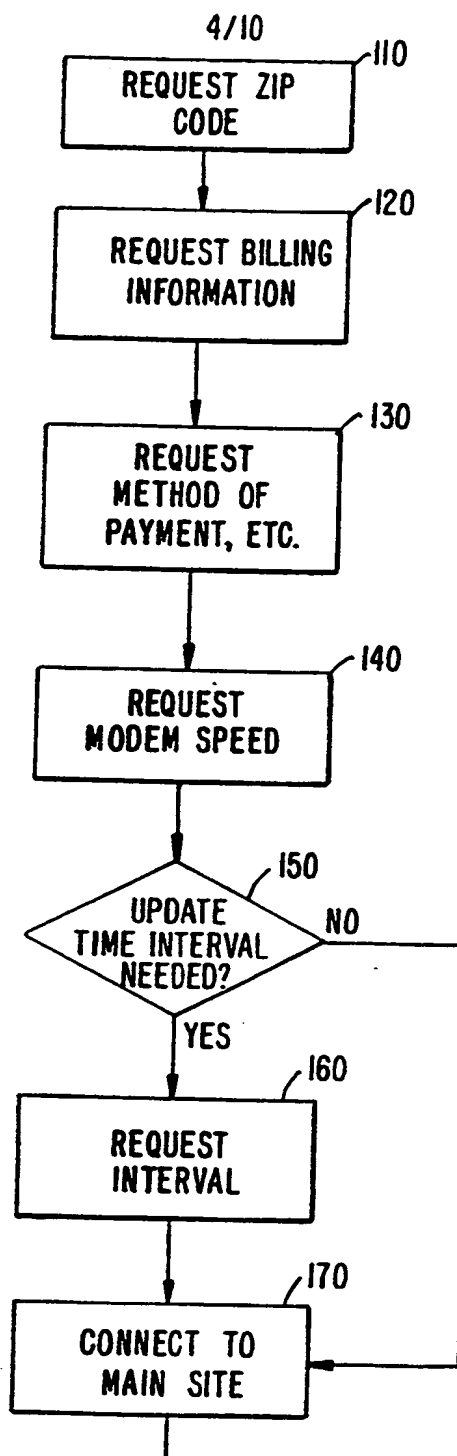 4/10
110
REQUEST ZIP
CODE
120
REQUEST BILLING
INFORMATION
130
REQUEST
METHOD OF
PAYMENT, ETC.
140
REQUEST
MODEM SPEED
150
UPDATE
TIME INTERVAL
NEEDED?
NO
YES
160
REQUEST
INTERVAL
170
CONNECT TO
MAIN SITE